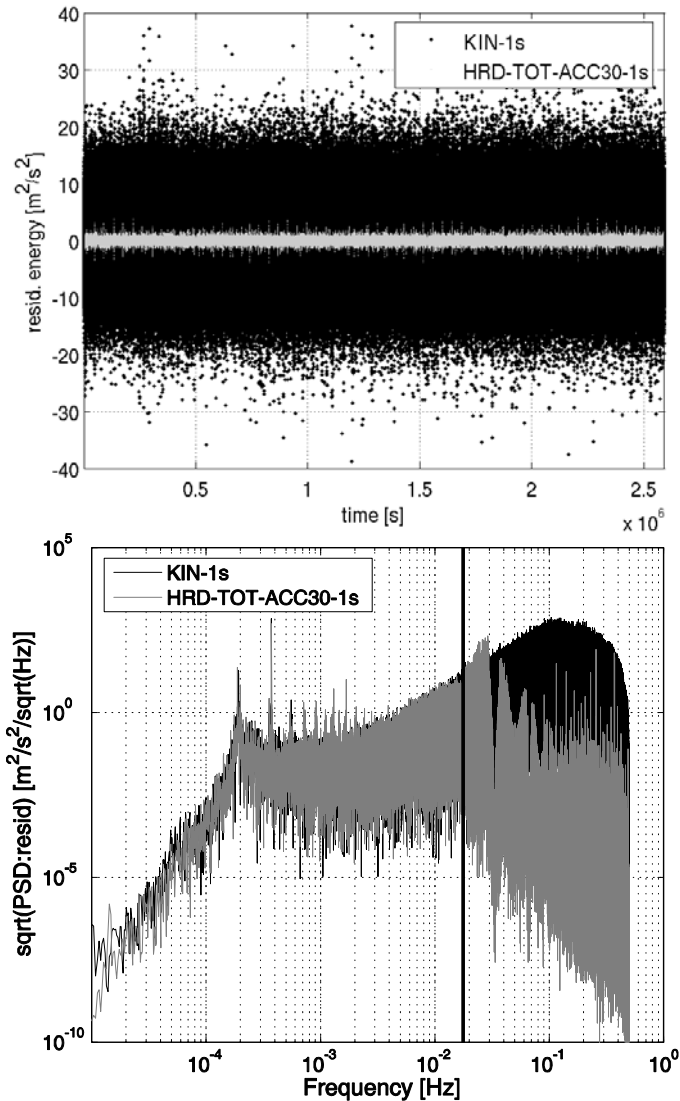 40
30
20
10
0
-10
-20
-30
-40
resid. energy [m²/s²]
KIN-1s
HRD-TOT-ACC30-1s
0.5
1
1.5
2
2.5
time [s]
x 10⁶
10⁵
10⁰
10⁻⁵
10⁻¹⁰
sqrt(PSD:resid) [m²/s²/sqrt(Hz)]
KIN-1s
HRD-TOT-ACC30-1s
10⁻⁴
10⁻³
10⁻²
10⁻¹
10⁰
Frequency [Hz]